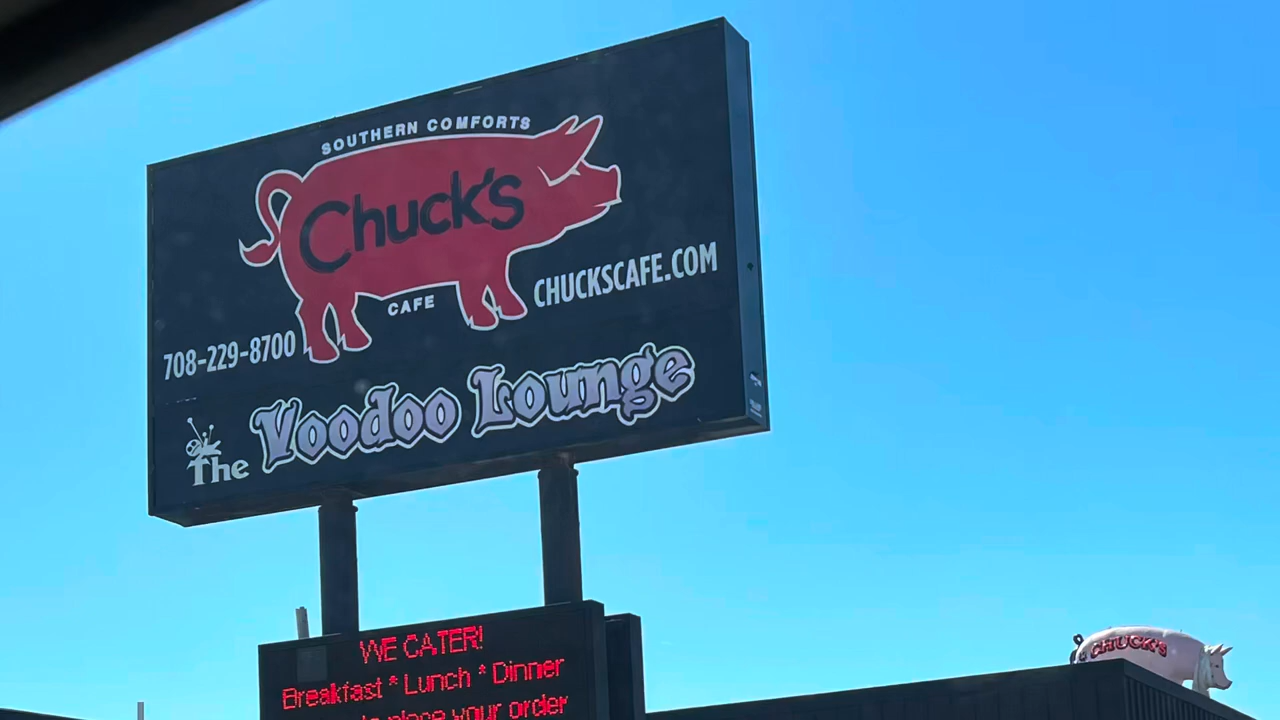 SOUTHERN COMFORTS
Chuck's
CAFE
CHUCKSCAFE.COM
708-229-8700
The Voodoo Lounge
WE CATER!
Breakfast * Lunch * Dinner
place your order
CHUCK'S